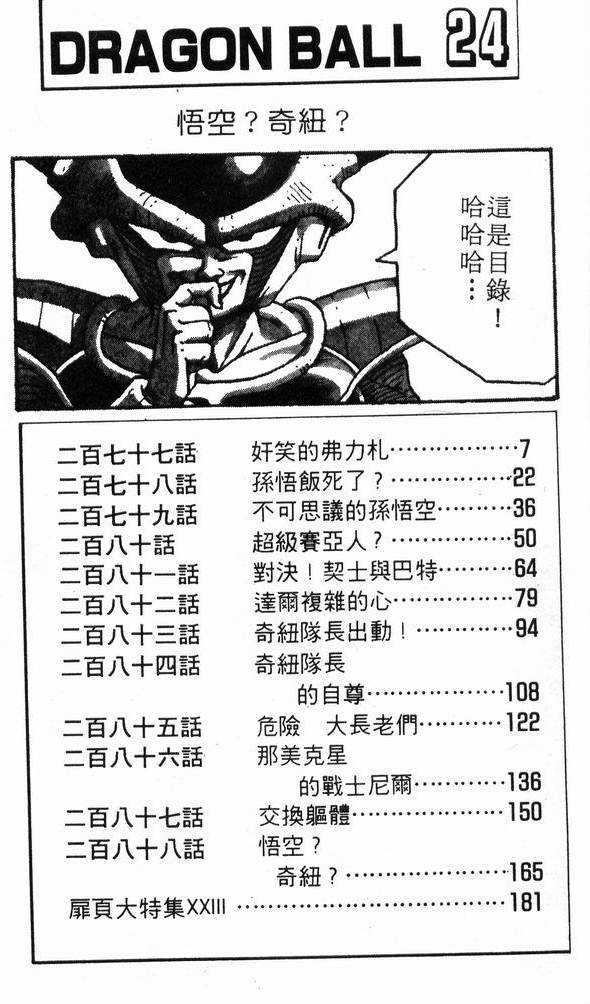 DRAGON BALL 24
悟空？奇紐？
這是目錄！
哈哈哈…
二百七十七話 奸笑的弗力札………………7
二百七十八話 孫悟飯死了？………………22
二百七十九話 不可思議的孫悟空………36
二百八十話 超級賽亞人？………………50
二百八十一話 對決！契士與巴特………64
二百八十二話 達爾複雜的心……………79
二百八十三話 奇紐隊長出動！…………94
二百八十四話 奇紐隊長
的自尊………………108
二百八十五話 危險　大長老們…………122
二百八十六話 那美克星
的戰士尼爾…………136
二百八十七話 交換軀體…………………150
二百八十八話 悟空？
奇紐？……………………165
扉頁大特集XXIII………………………………181